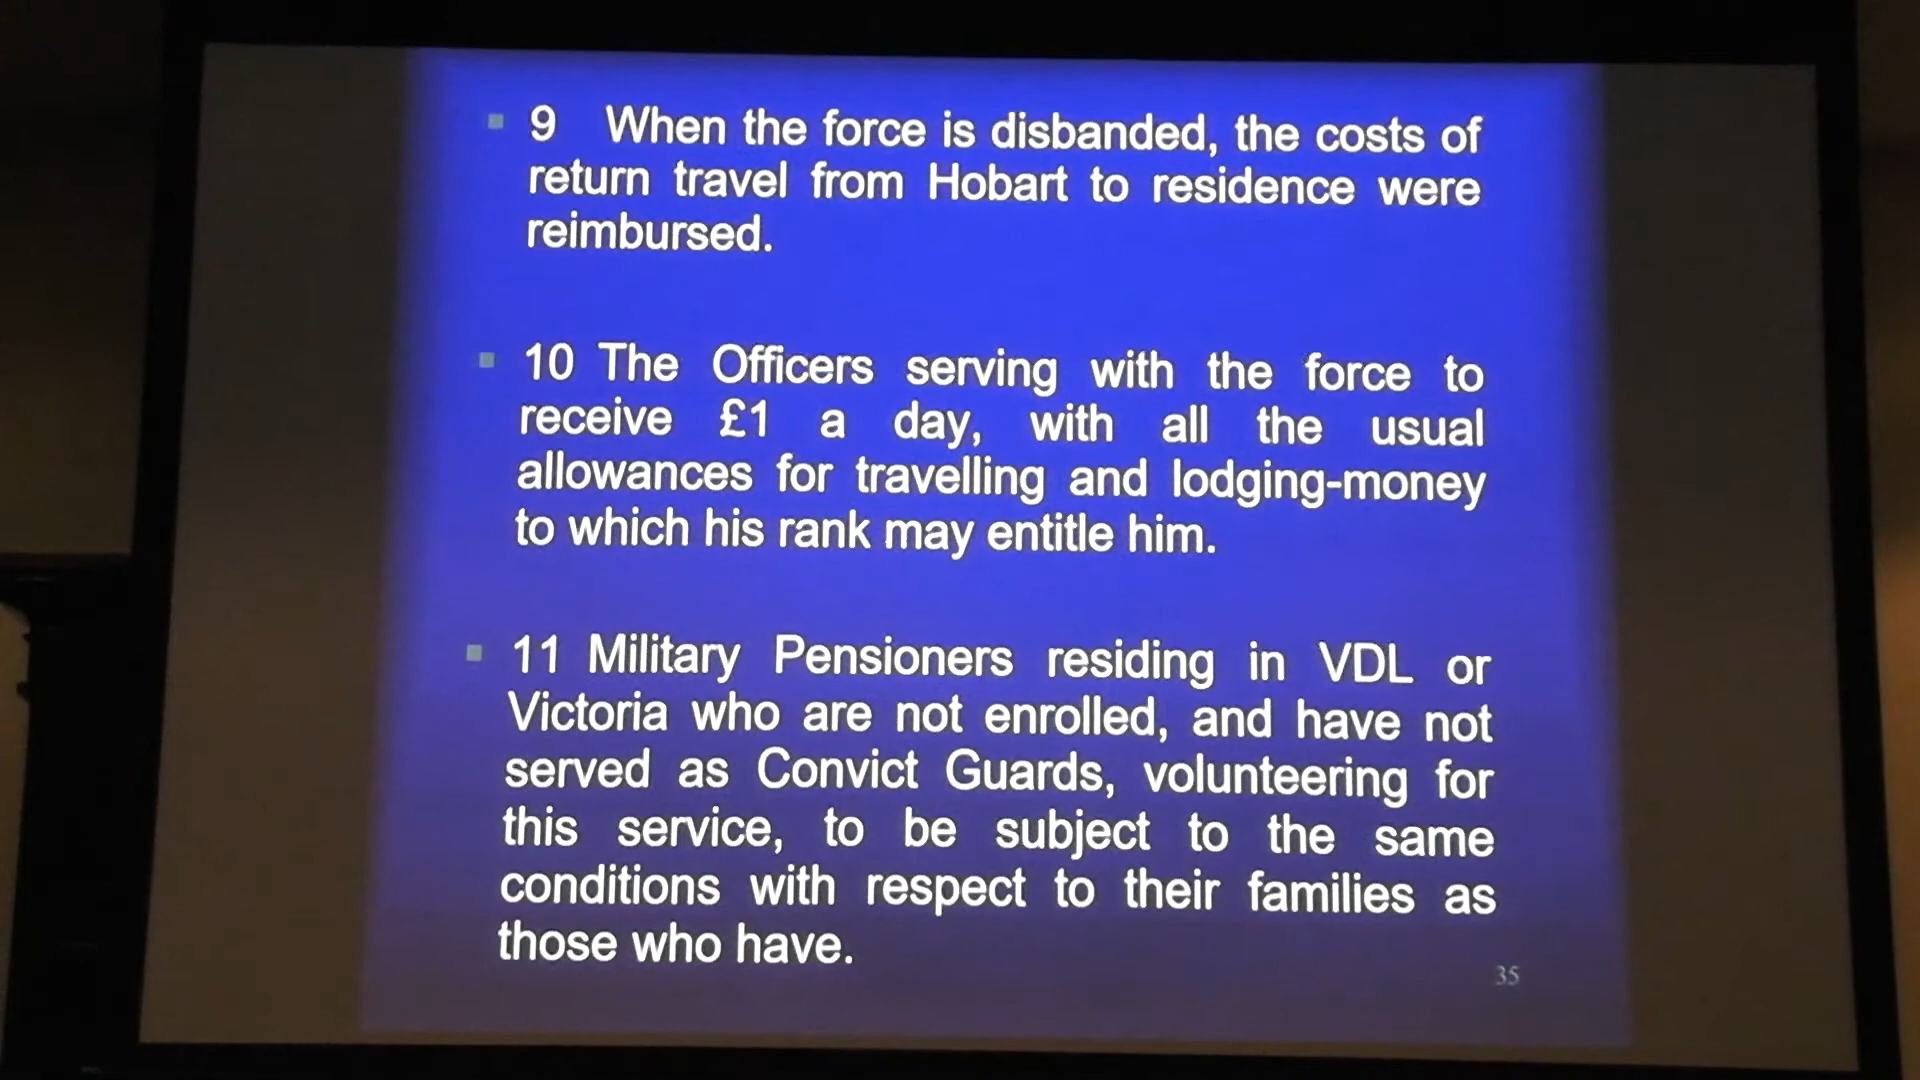 9 When the force is disbanded, the costs of
return travel from Hobart to residence were
reimbursed.
10 The Officers serving with the force to
receive £1 a day, with all the usual
allowances for travelling and lodging-money
to which his rank may entitle him.
11 Military Pensioners residing in VDL or
Victoria who are not enrolled, and have not
served as Convict Guards, volunteering for
this service, to be subject to the same
conditions with respect to their families as
those who have.
35